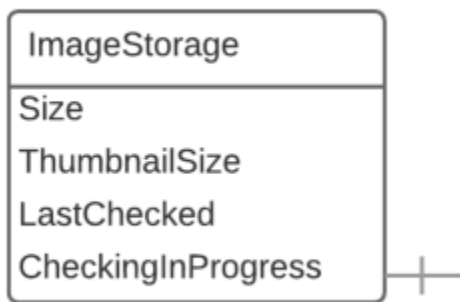 ImageStorage
Size
ThumbnailSize
LastChecked
CheckingInProgress